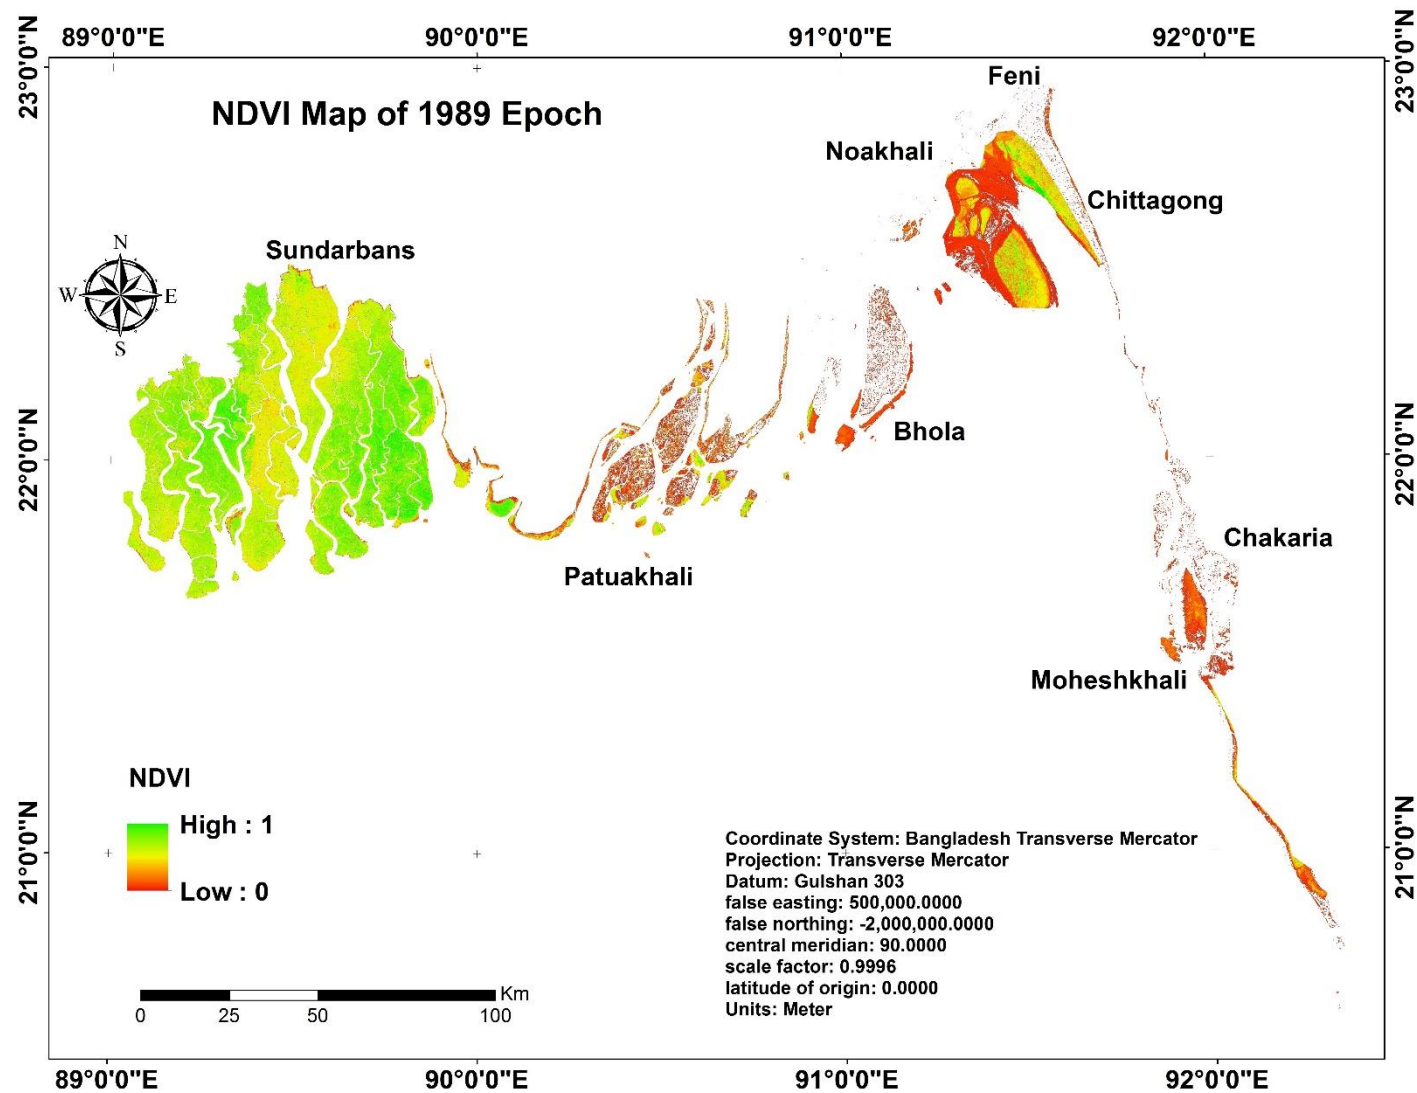 89°0'0"E 90°0'0"E 91°0'0"E 92°0'0"E
23°0'0"N
23°0'0"N
Feni
NDVI Map of 1989 Epoch
Noakhali
Chittagong
Sundarbans
N
W E
S
22°0'0"N
22°0'0"N
Bhola
Chakaria
Patuakhali
Moheshkhali
NDVI
High : 1
Low : 0
21°0'0"N
21°0'0"N
Coordinate System: Bangladesh Transverse Mercator
Projection: Transverse Mercator
Datum: Gulshan 303
false easting: 500,000.0000
false northing: -2,000,000.0000
central meridian: 90.0000
scale factor: 0.9996
latitude of origin: 0.0000
Units: Meter
Km
0 25 50 100
89°0'0"E 90°0'0"E 91°0'0"E 92°0'0"E